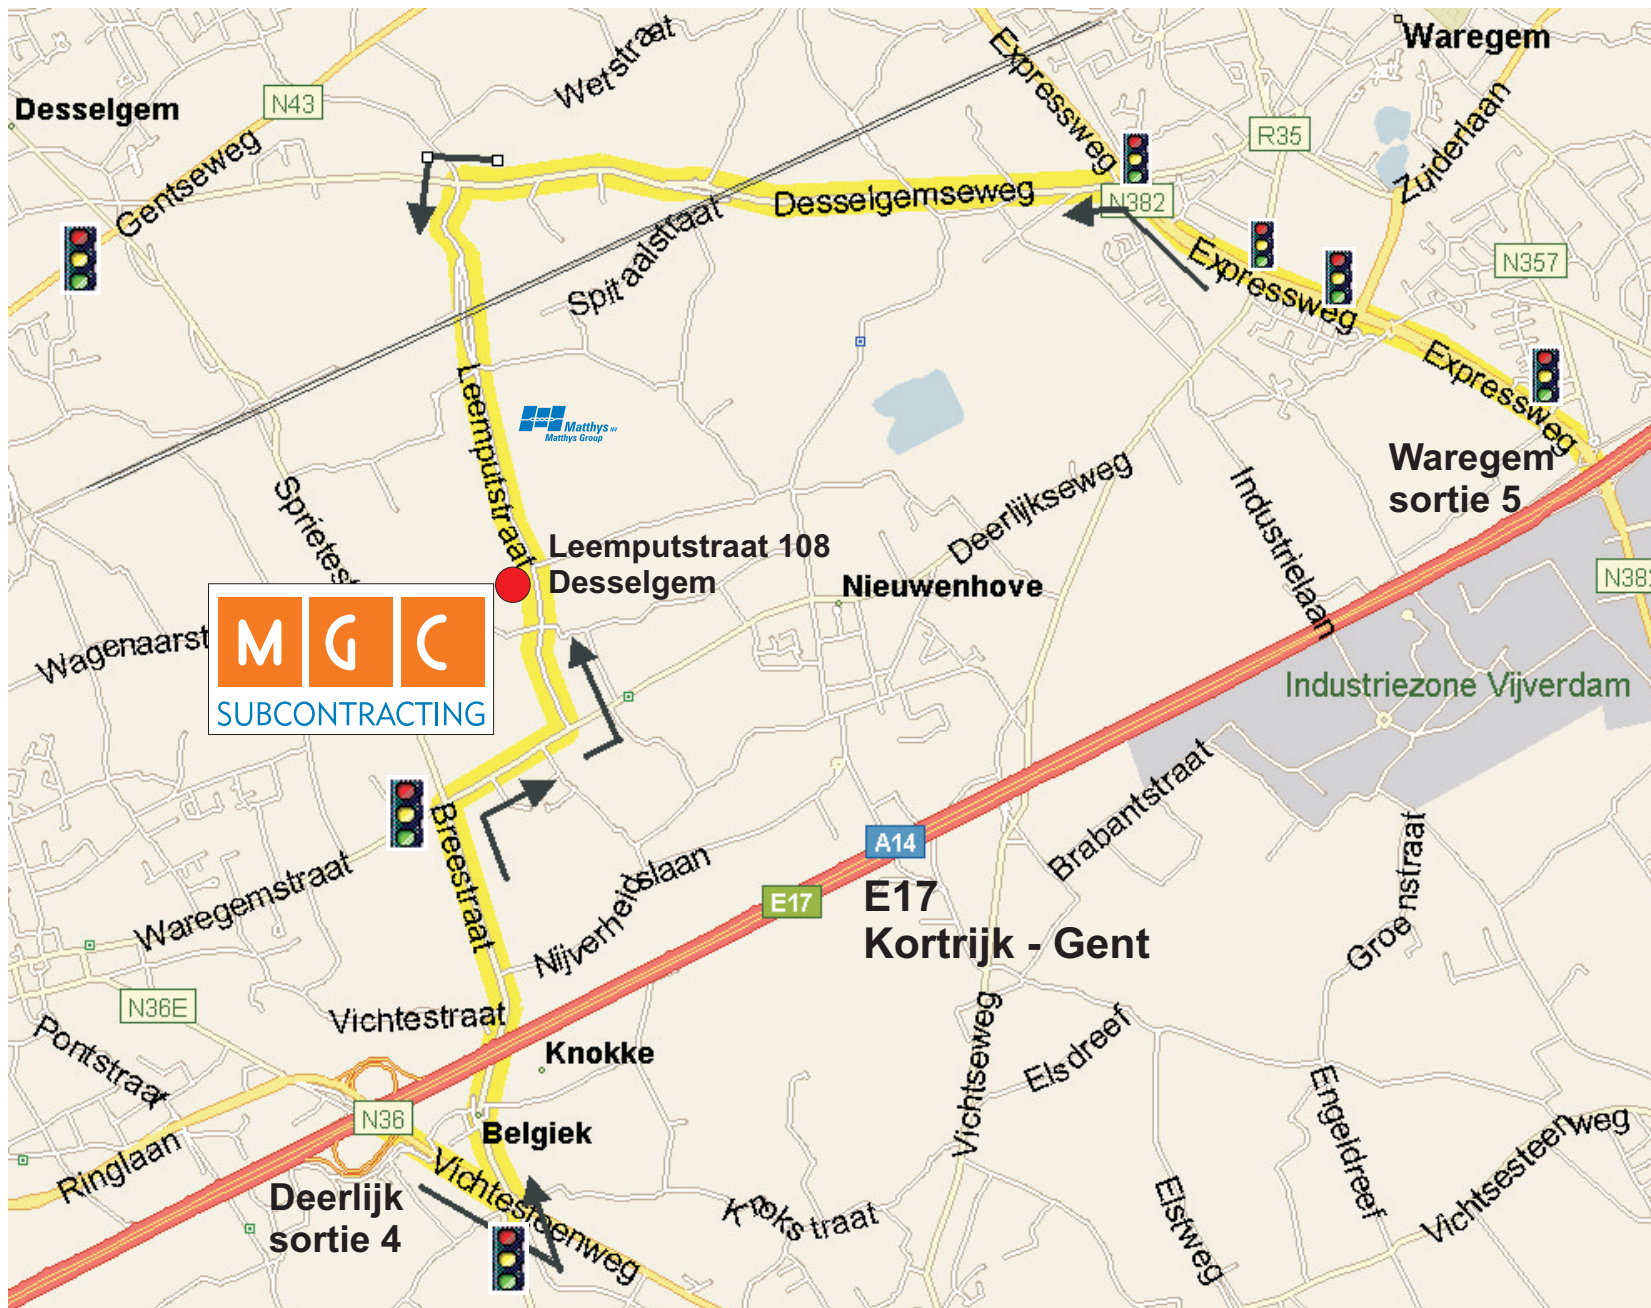 Waregem
Wetstraat
Expressweg
N43
Desselgem
Zuiderlaan
R35
Gentseweg
Desselgemseweg
N382
Spitaalstraat
Expressweg
N357
Expressweg
Leemputstraat
Matthys NV
Matthys Group
Waregem
sortie 5
Deerlijkseweg
Industrielaan
Spriete
Leemputstraat 108
Desselgem
Nieuwenhove
N382
Wagenaarst
M G C
SUBCONTRACTING
Industriezone Vijverdam
Breestraat
Brabantstraat
A14
Waregemstraat
Nijverheidslaan
E17
E17
Kortrijk - Gent
Groenstraat
N36E
Vichtestraat
Pontstraat
Knokke
Vichtseweg
Elsdreef
Engeldreef
N36
Belgiek
Ringlaan
Vichtesteenweg
Vichtsesteenweg
Deerlijk
sortie 4
Knokstraat
Elstweg